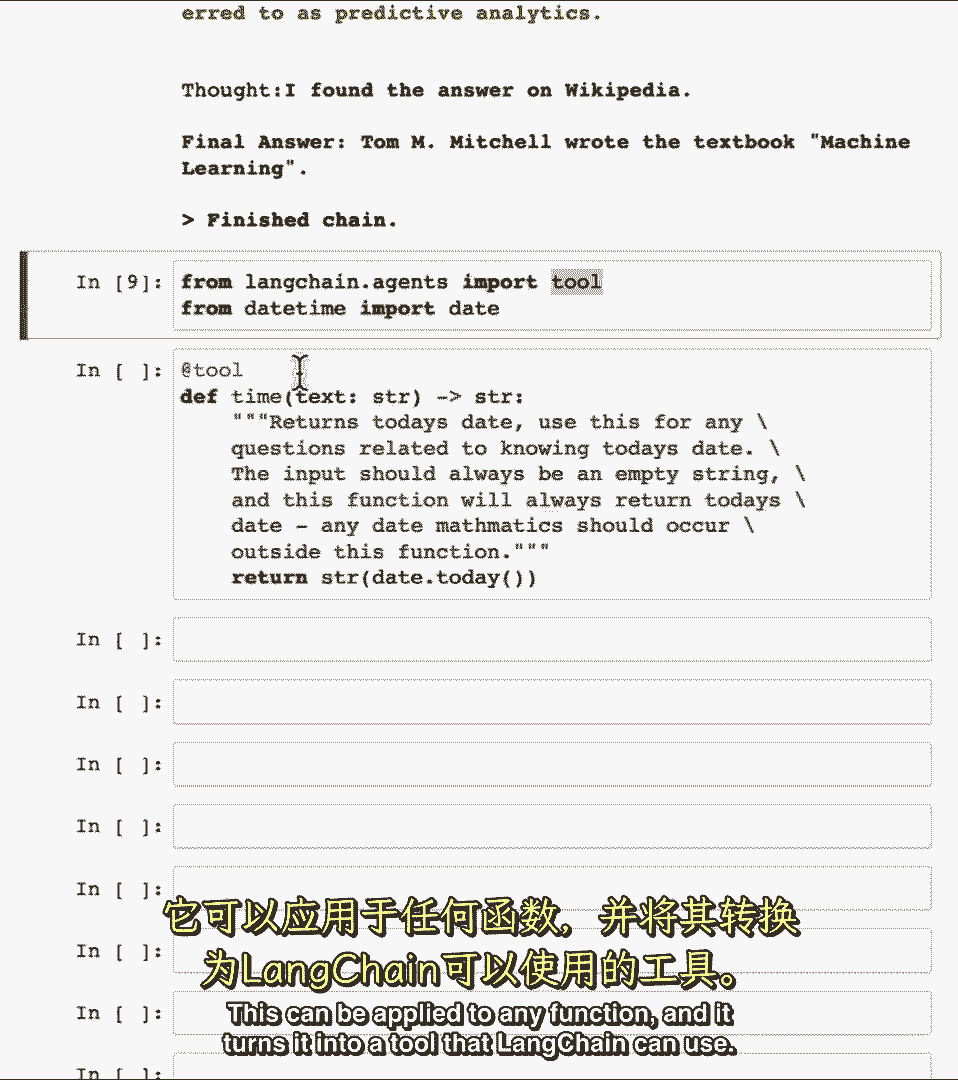 erred to as predictive analytics.
Thought:I found the answer on Wikipedia.
Final Answer: Tom M. Mitchell wrote the textbook "Machine
Learning".
> Finished chain.
In [9]: from langchain.agents import tool
from datetime import date
In [ ]: @tool
def time(text: str) -> str:
"""Returns todays date, use this for any \
questions related to knowing todays date. \
The input should always be an empty string, \
and this function will always return todays \
date - any date mathmatics should occur \
outside this function."""
return str(date.today())
In [ ]:
In [ ]:
In [ ]:
In [ ]:
In [ ]:
它可以应用于任何函数，并将其转换
In [ ]:
为LangChain可以使用的工具。
In [ ]:
This can be applied to any function, and it
turns it into a tool that LangChain can use.
In [ ]: